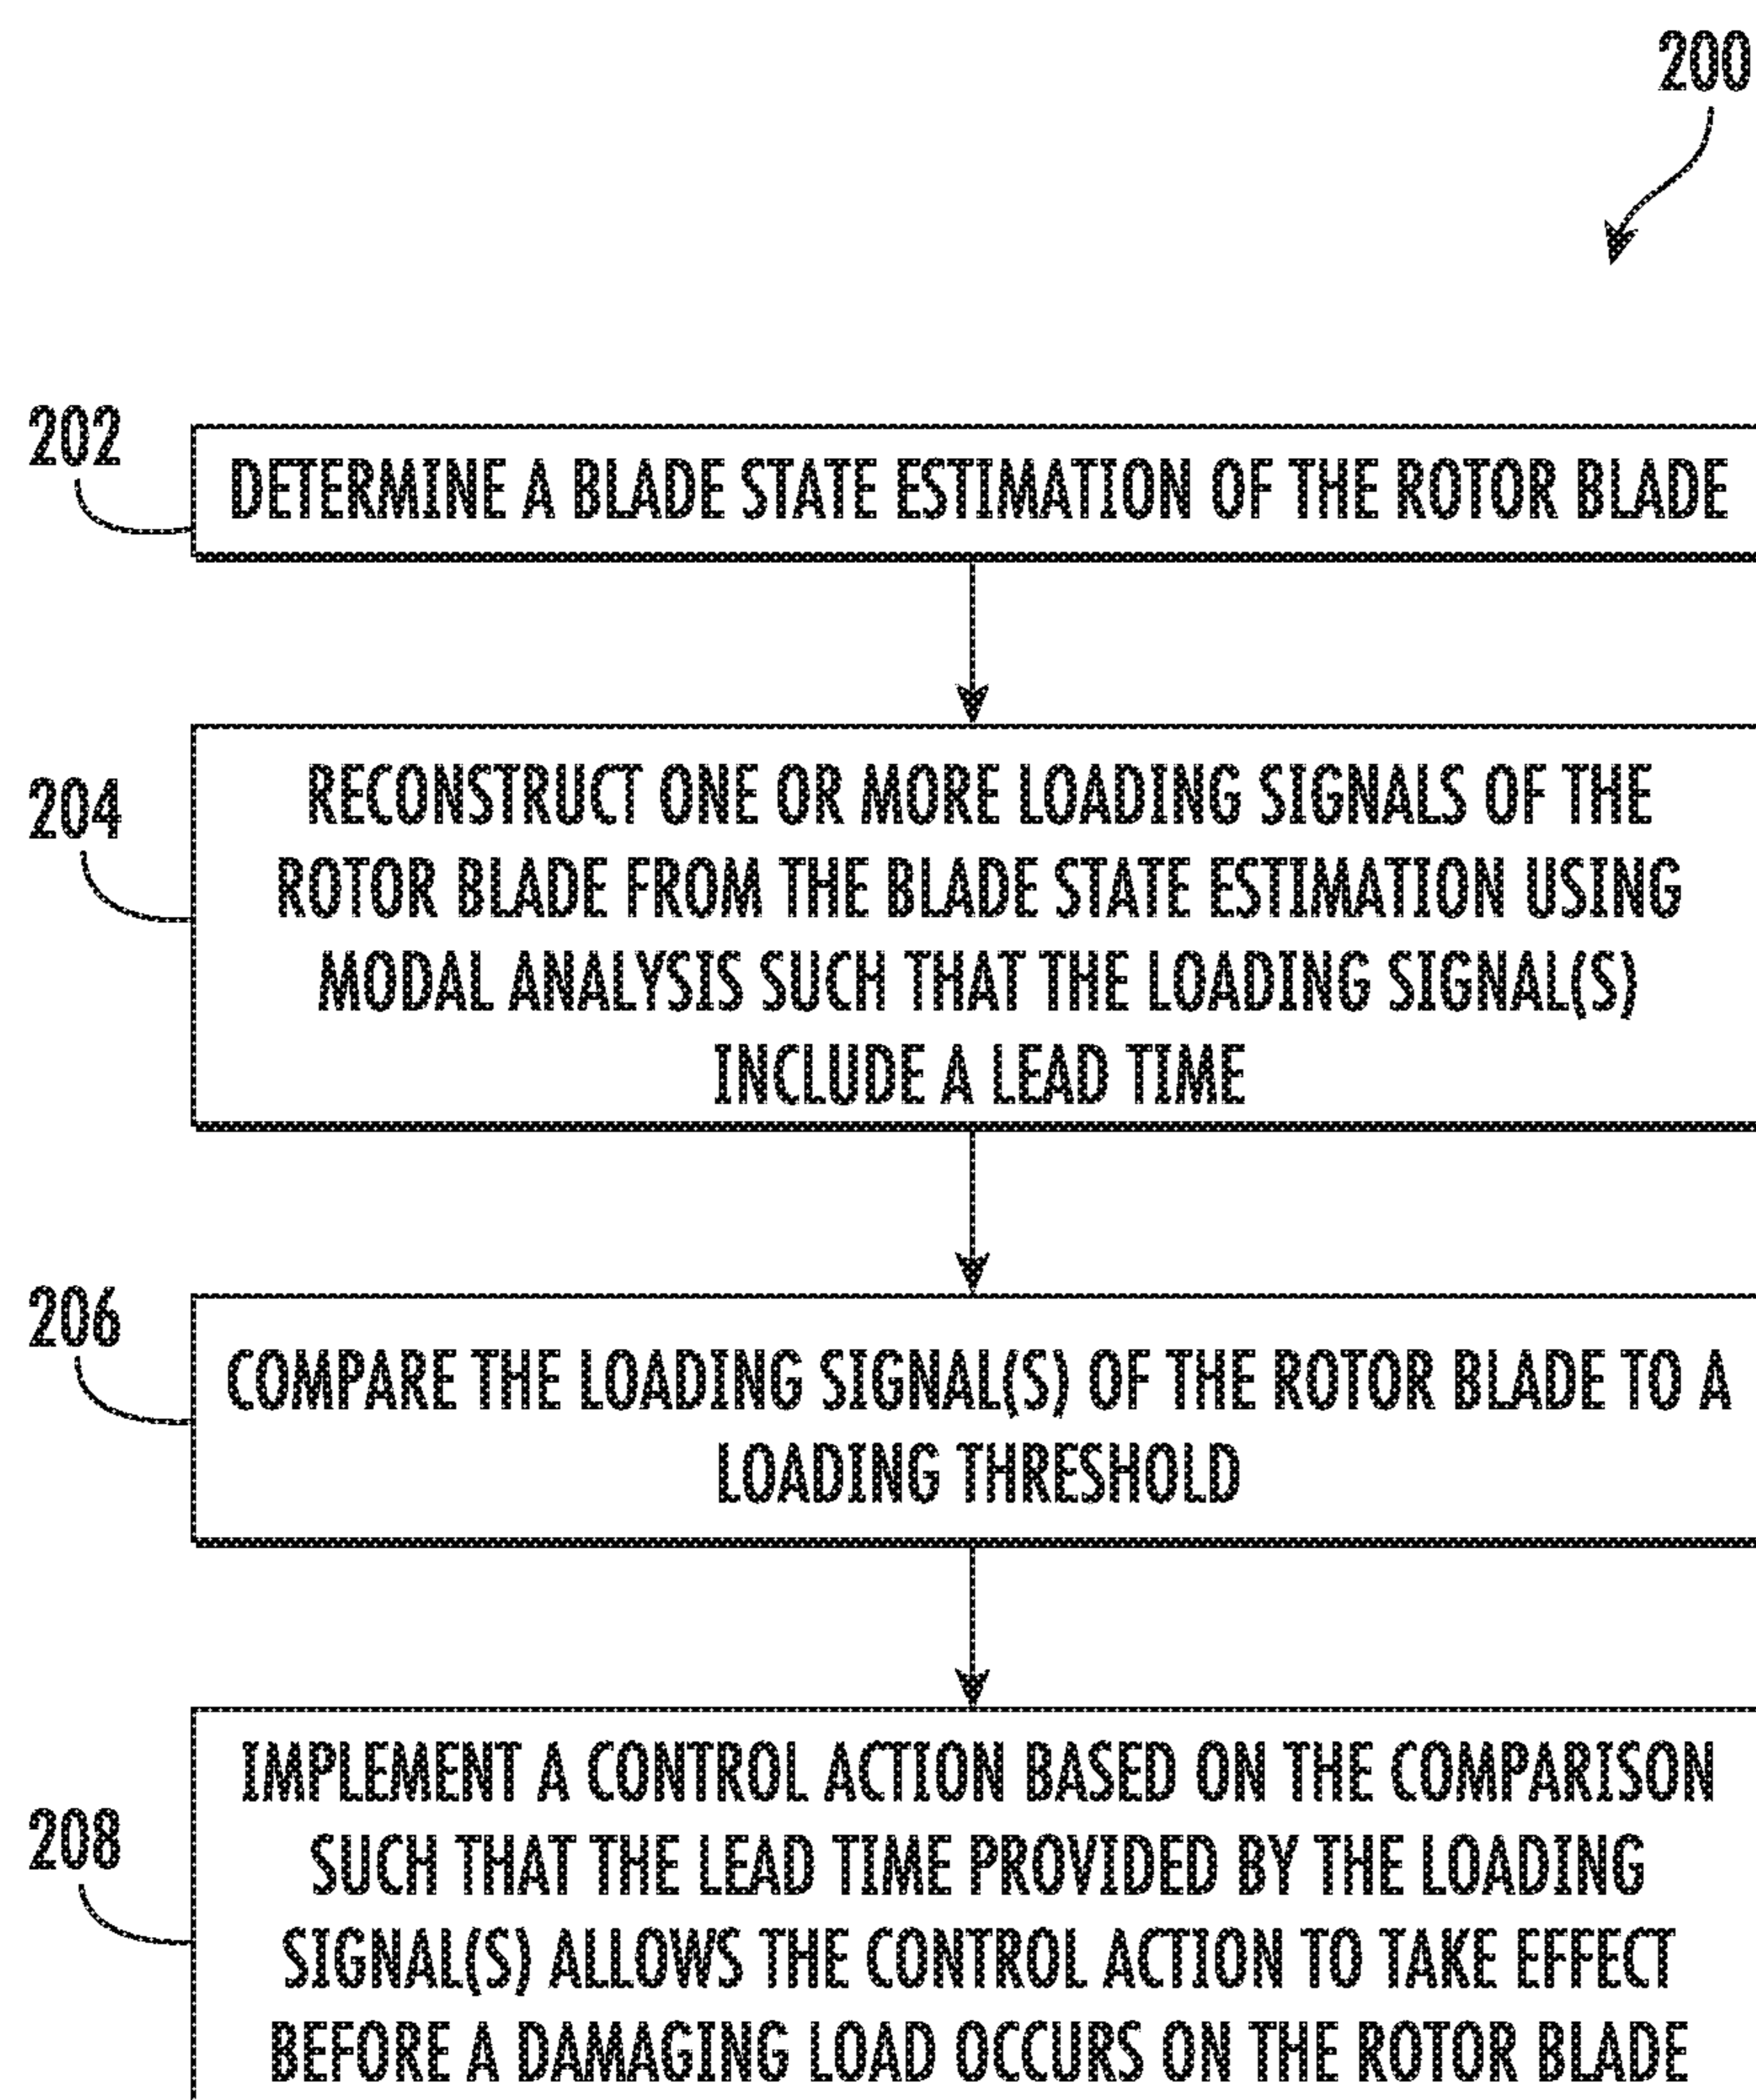 200
202
DETERMINE A BLADE STATE ESTIMATION OF THE ROTOR BLADE
204
RECONSTRUCT ONE OR MORE LOADING SIGNALS OF THE
ROTOR BLADE FROM THE BLADE STATE ESTIMATION USING
MODAL ANALYSIS SUCH THAT THE LOADING SIGNAL(S)
INCLUDE A LEAD TIME
206
COMPARE THE LOADING SIGNAL(S) OF THE ROTOR BLADE TO A
LOADING THRESHOLD
208
IMPLEMENT A CONTROL ACTION BASED ON THE COMPARISON
SUCH THAT THE LEAD TIME PROVIDED BY THE LOADING
SIGNAL(S) ALLOWS THE CONTROL ACTION TO TAKE EFFECT
BEFORE A DAMAGING LOAD OCCURS ON THE ROTOR BLADE